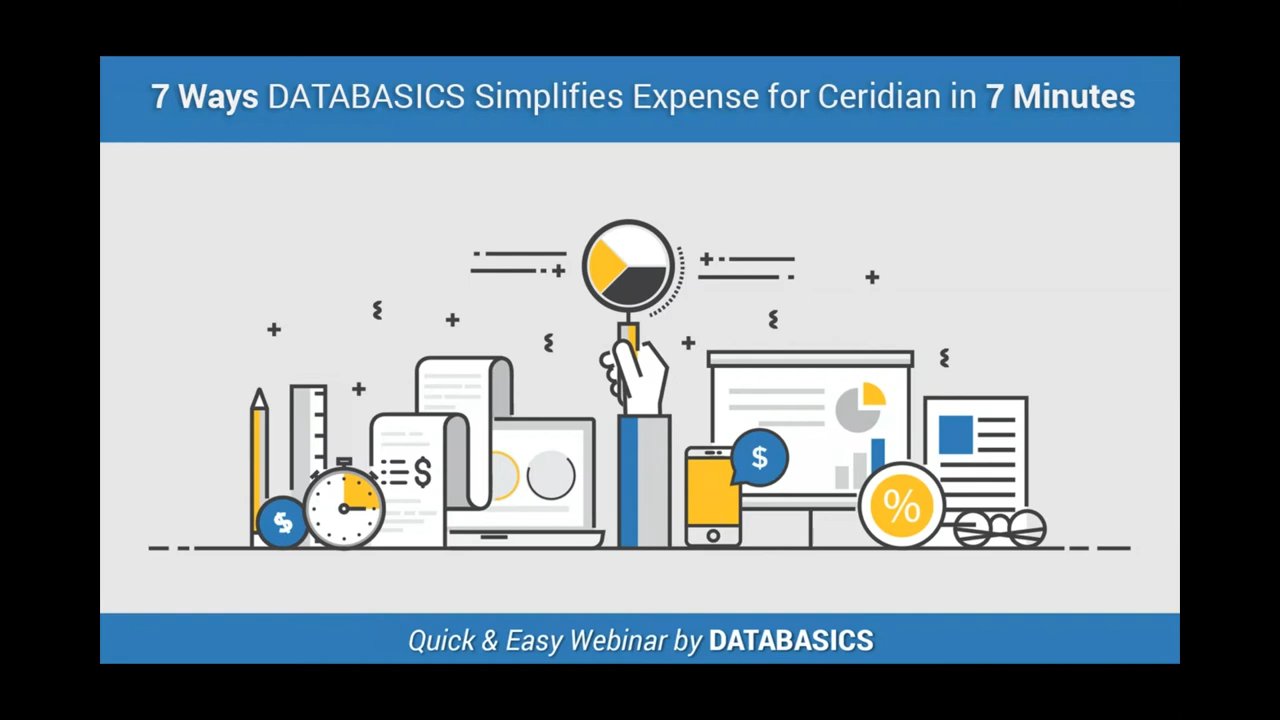 7 Ways DATABASICS Simplifies Expense for Ceridian in 7 Minutes
$
$
$
%
Quick & Easy Webinar by DATABASICS